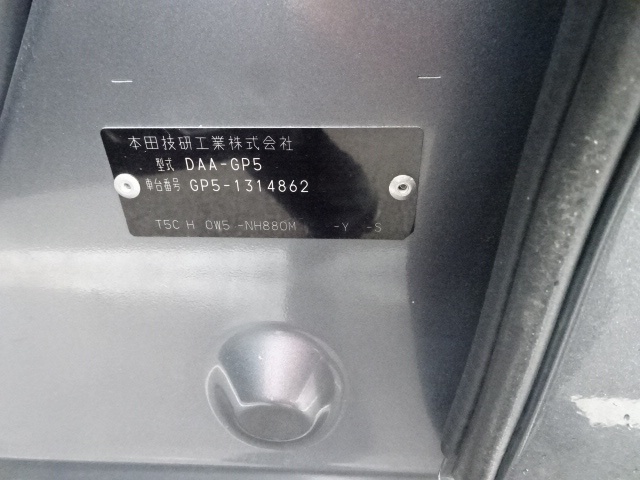 本田技研工業株式会社
型式 DAA-GP5
車台番号 GP5-1314862
T5C H 0W5 -NH880M -Y -S